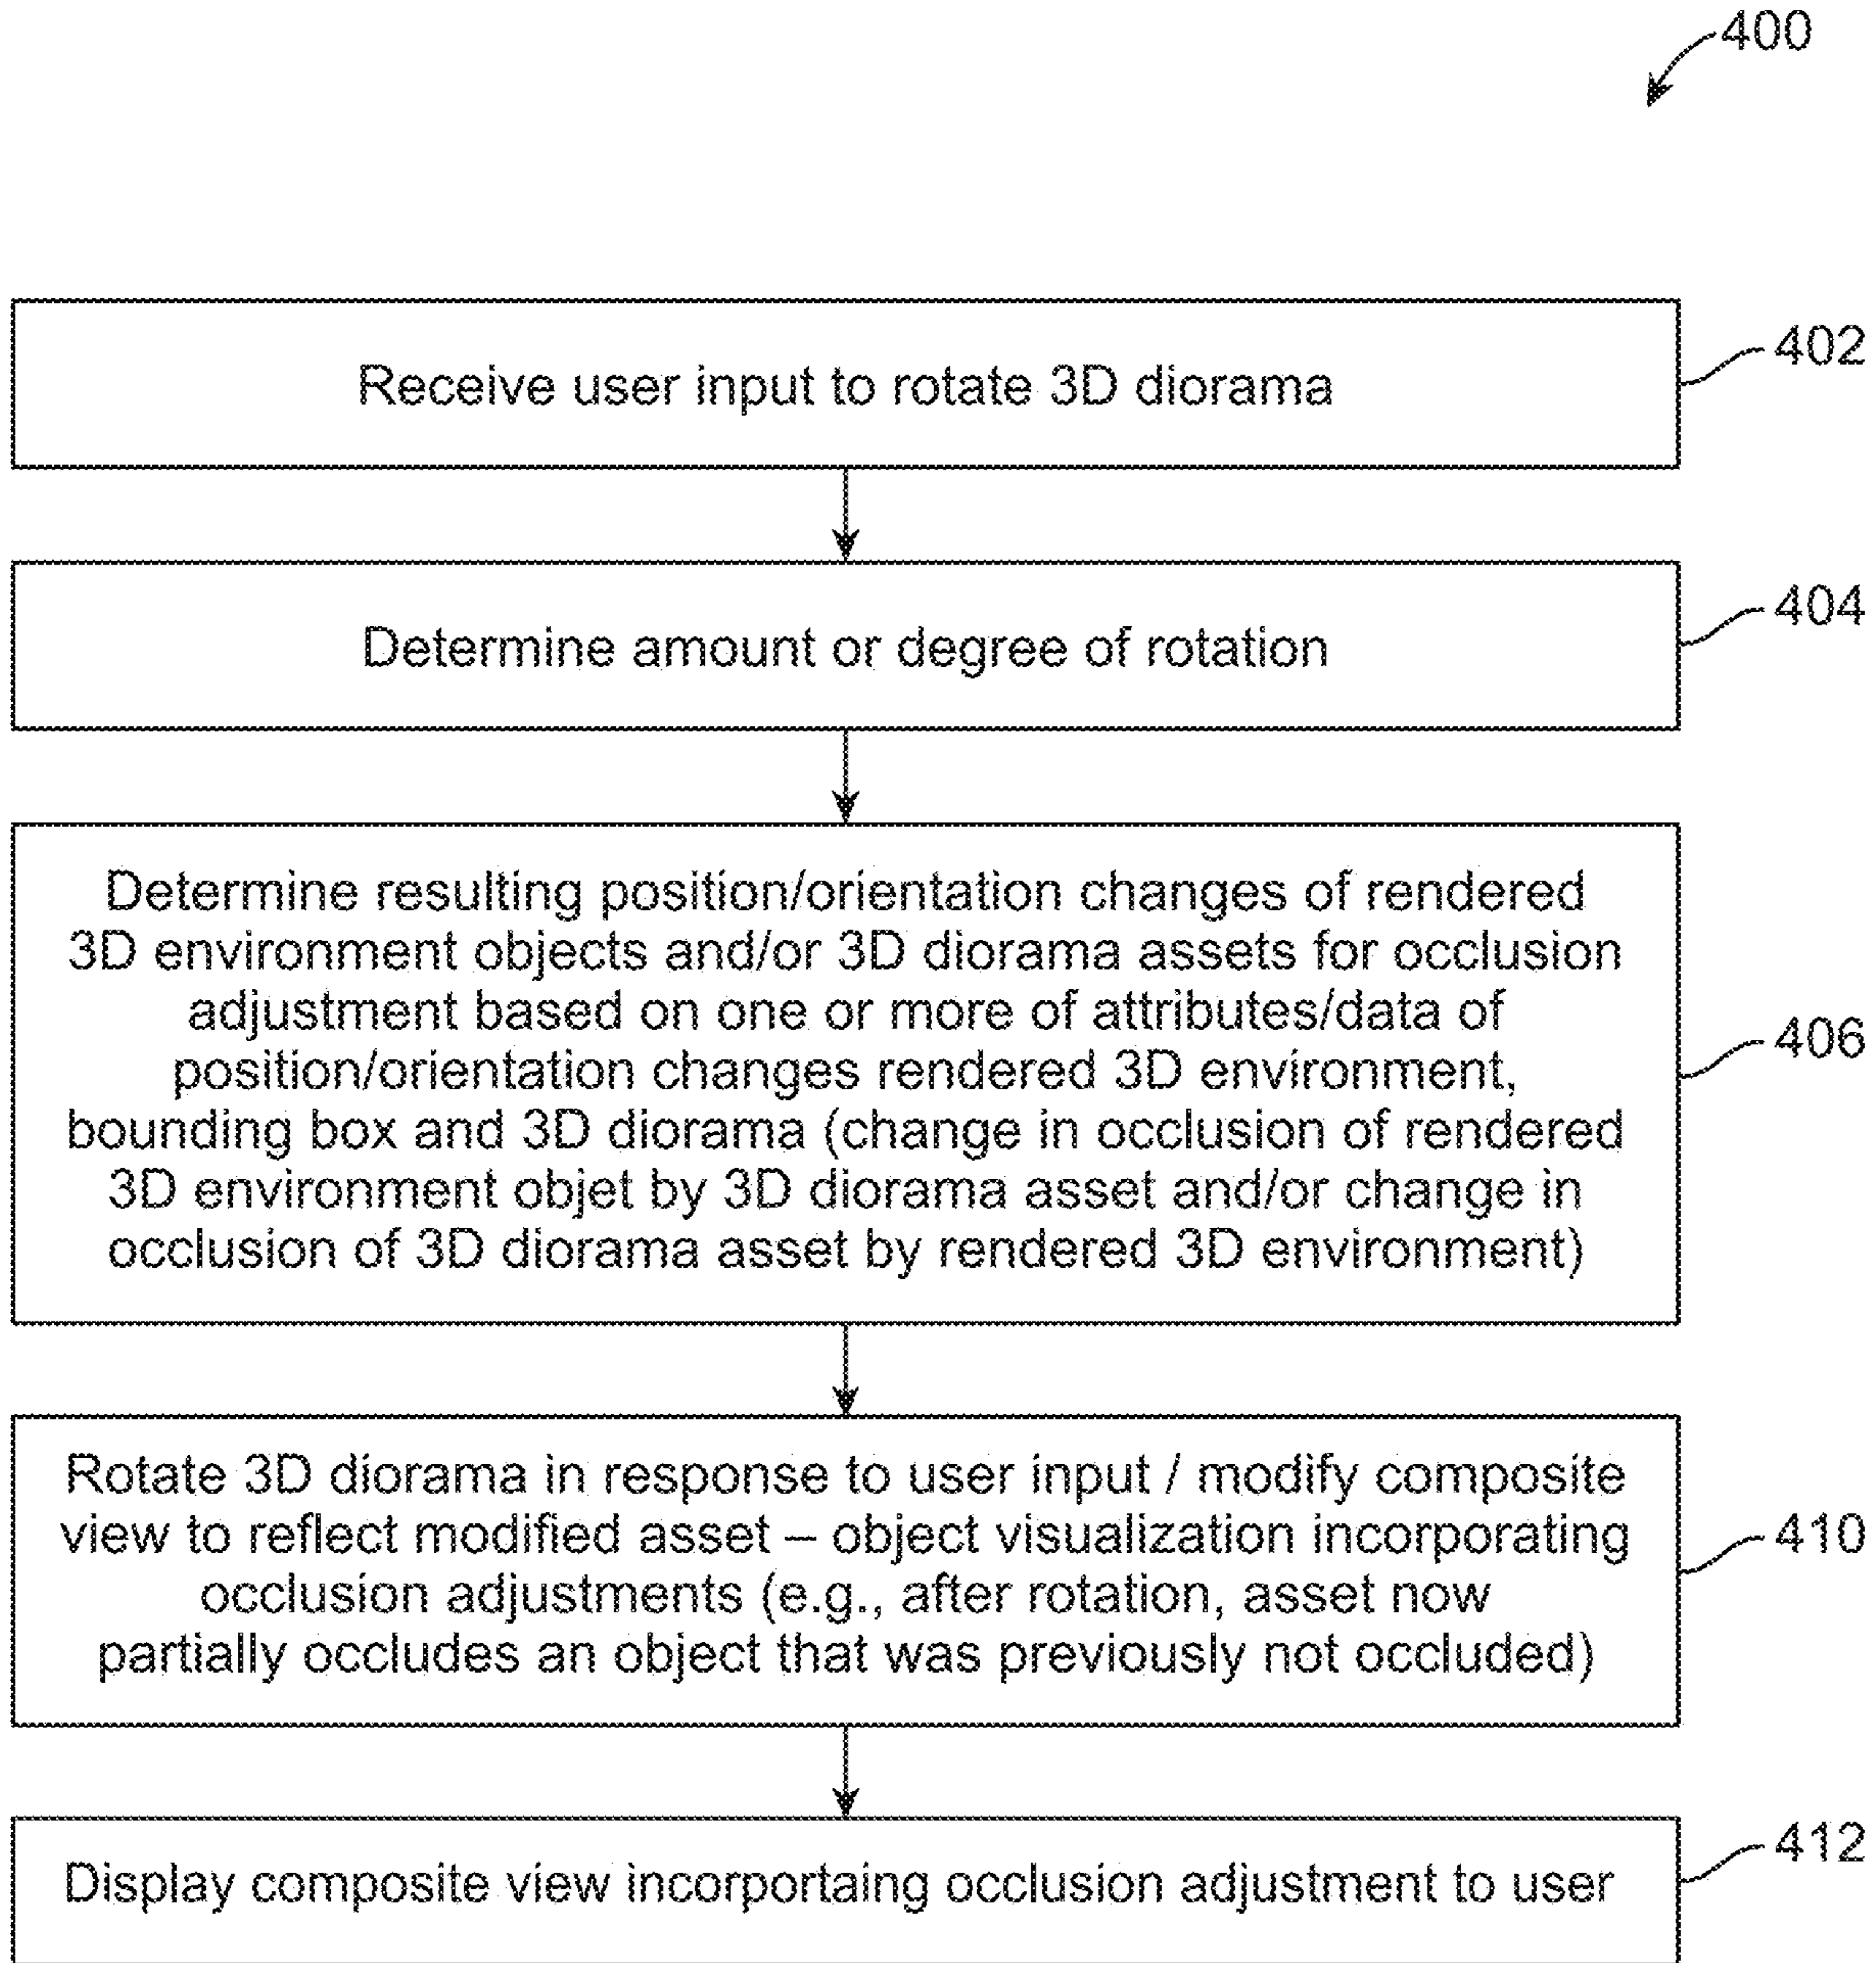 400
Receive user input to rotate 3D diorama
402
Determine amount or degree of rotation
404
Determine resulting position/orientation changes of rendered
3D environment objects and/or 3D diorama assets for occlusion
adjustment based on one or more of attributes/data of
position/orientation changes rendered 3D environment,
bounding box and 3D diorama (change in occlusion of rendered
3D environment objet by 3D diorama asset and/or change in
occlusion of 3D diorama asset by rendered 3D environment)
406
Rotate 3D diorama in response to user input / modify composite
view to reflect modified asset – object visualization incorporating
occlusion adjustments (e.g., after rotation, asset now
partially occludes an object that was previously not occluded)
410
Display composite view incorportaing occlusion adjustment to user
412